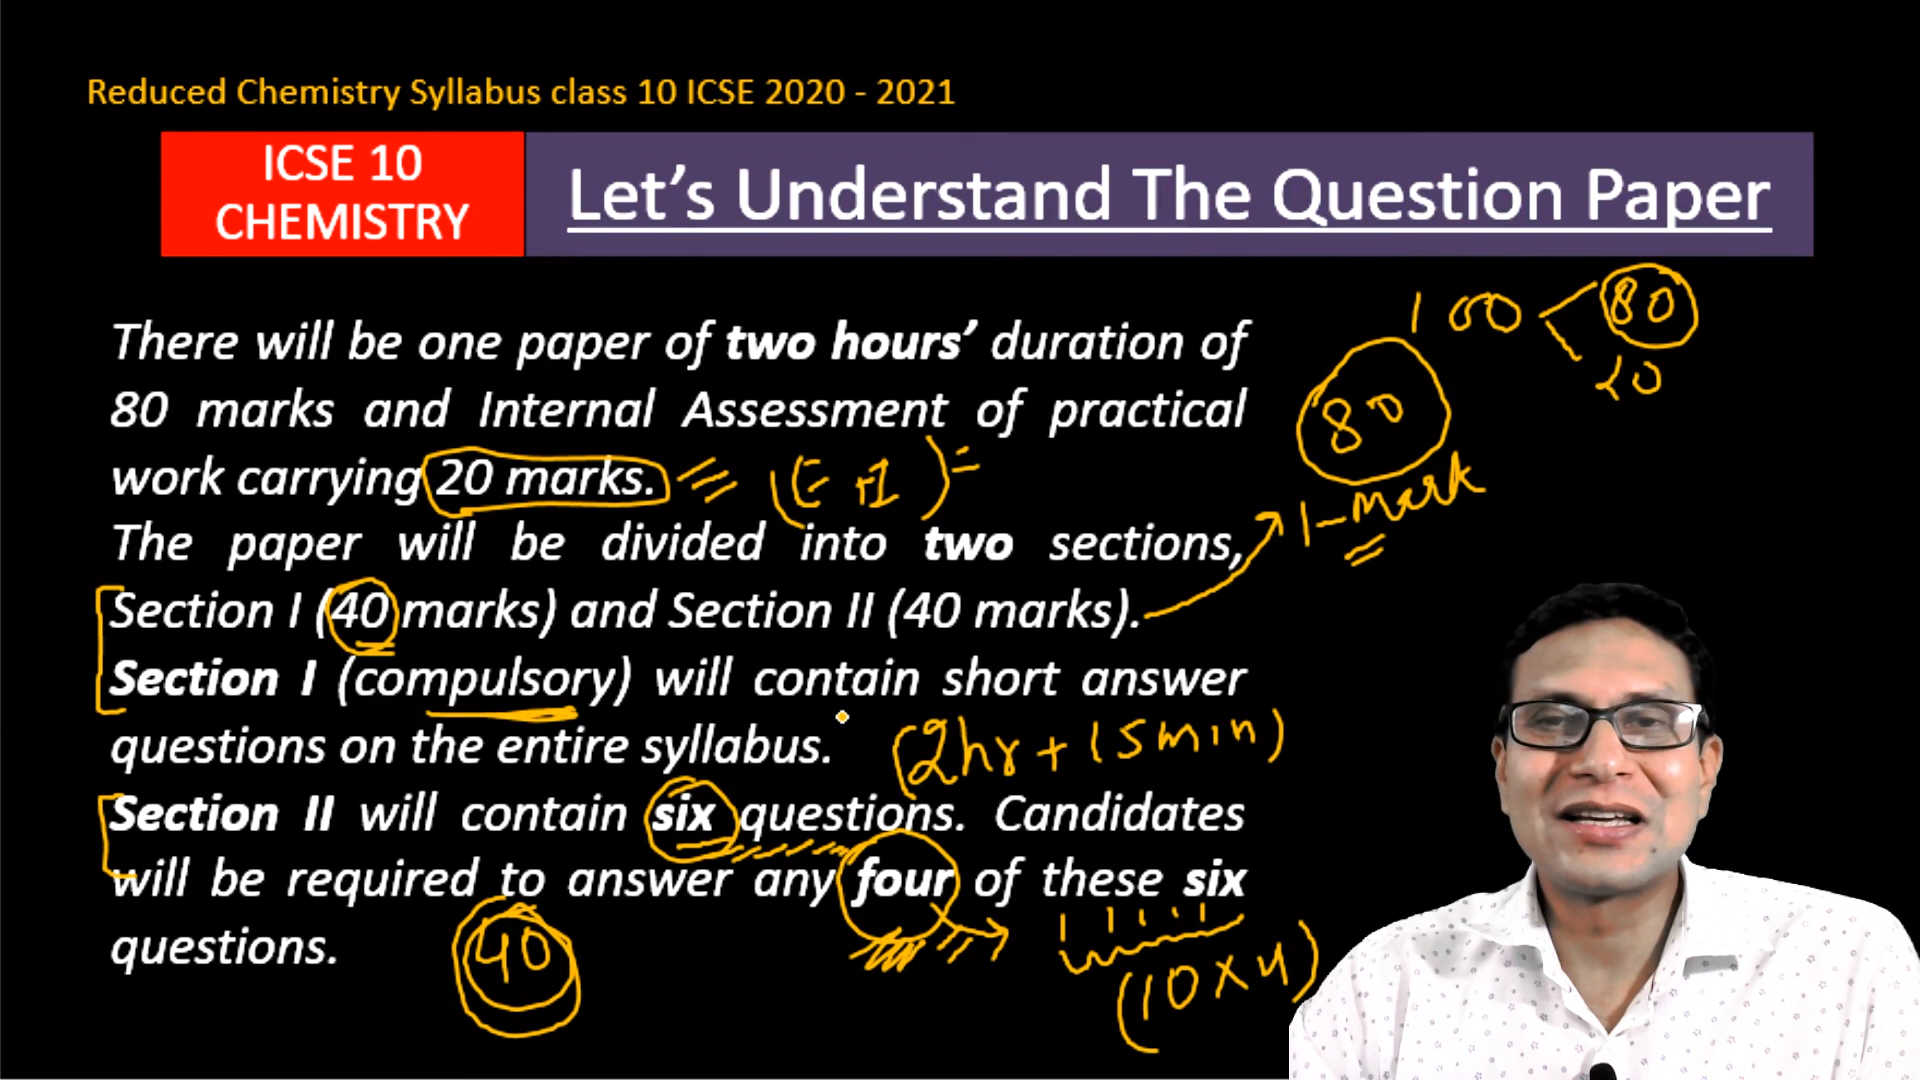 Reduced Chemistry Syllabus class 10 ICSE 2020 - 2021
ICSE 10
CHEMISTRY
Let's Understand The Question Paper
There will be one paper of two hours' duration of
80 marks and Internal Assessment of practical
work carrying 20 marks.
The paper will be divided into two sections,
Section I (40 marks) and Section II (40 marks).
Section I (compulsory) will contain short answer
questions on the entire syllabus.
Section II will contain six questions. Candidates
will be required to answer any four of these six
questions.
100 < 80
20
80
1-mark
(2hr + 15min)
40
(10 x 4)